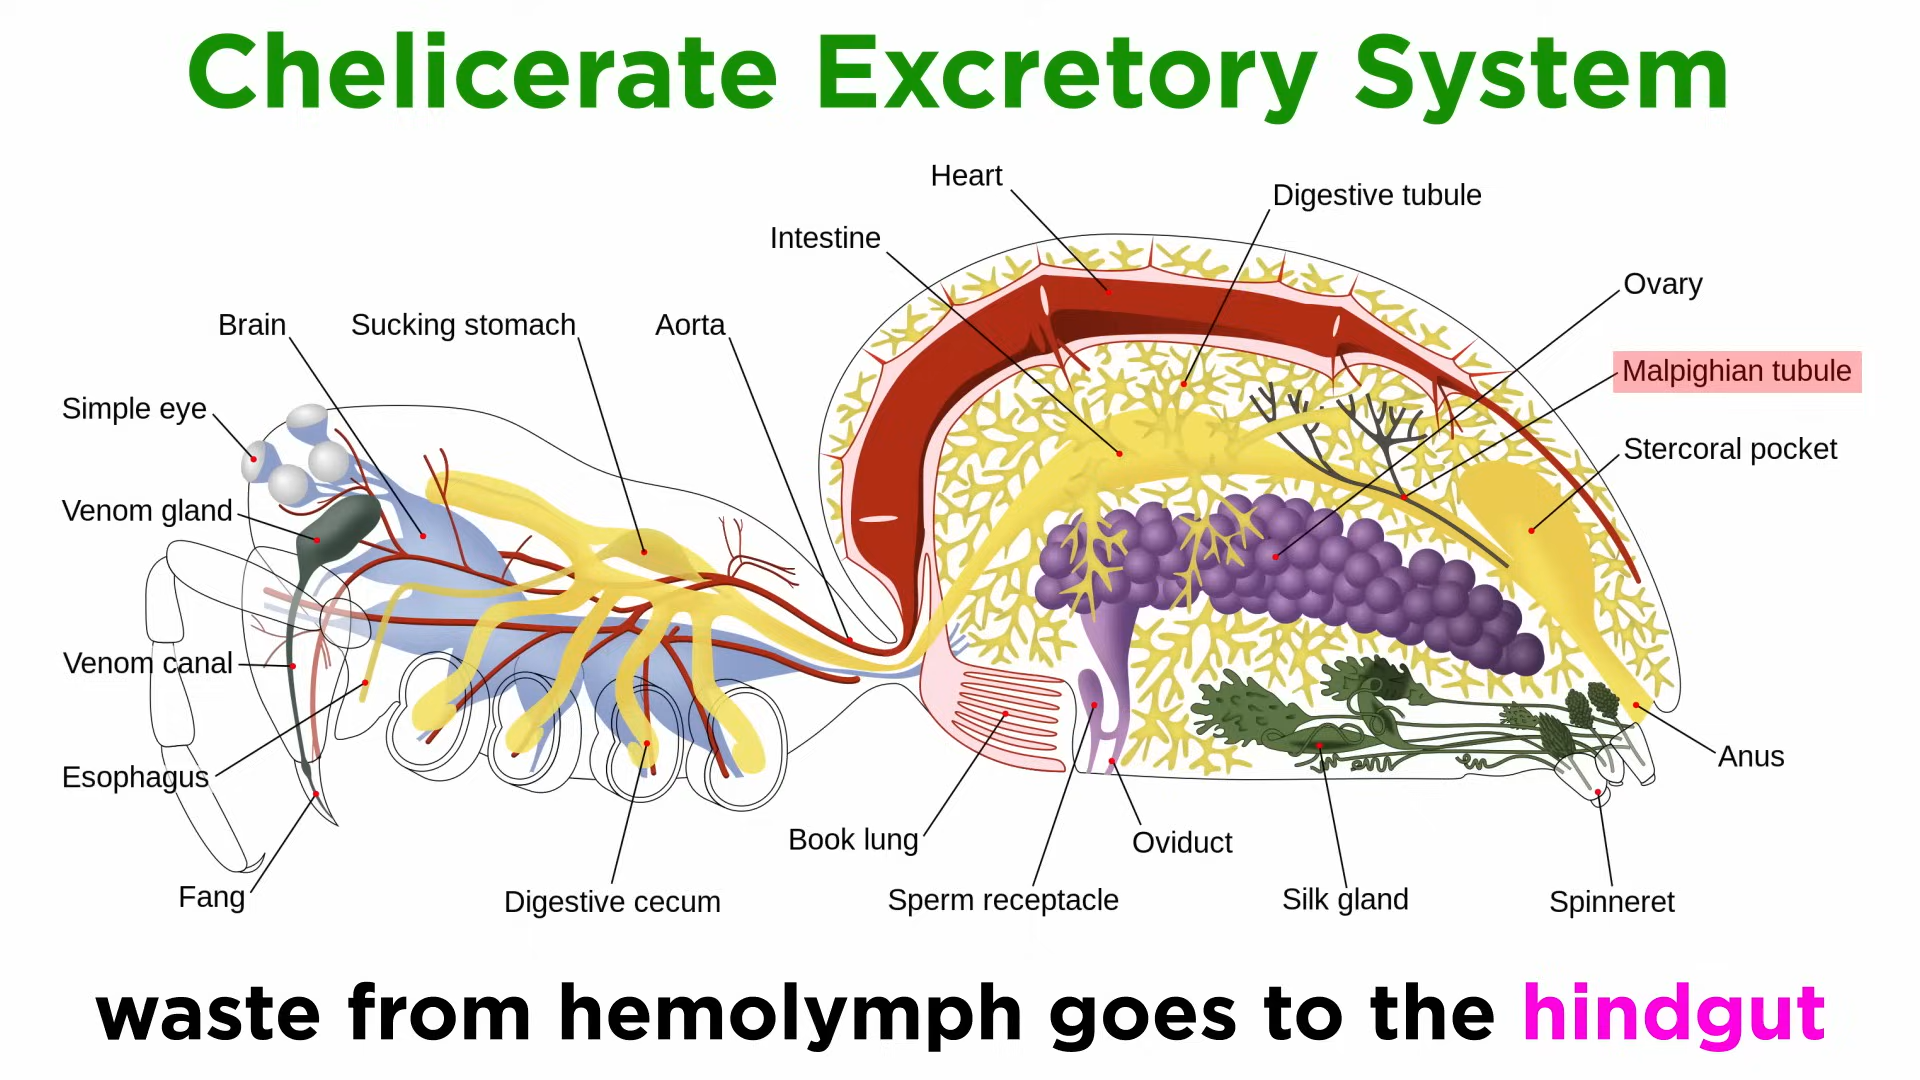 Chelicerate Excretory System
Heart
Digestive tubule
Intestine
Ovary
Brain
Sucking stomach
Aorta
Malpighian tubule
Simple eye
Stercoral pocket
Venom gland
Venom canal
Anus
Esophagus
Book lung
Oviduct
Fang
Digestive cecum
Sperm receptacle
Silk gland
Spinneret
waste from hemolymph goes to the hindgut